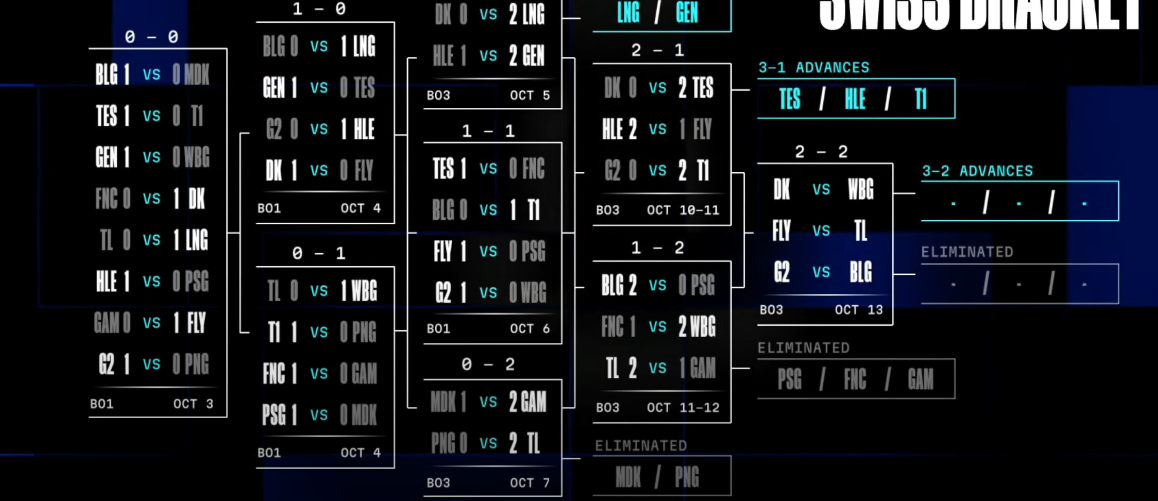 SWISS BRACKET
0 - 0
BLG 1 VS 0 MDK
TES 1 VS 0 T1
GEN 1 VS 0 WBG
FNC 0 VS 1 DK
TL 0 VS 1 LNG
HLE 1 VS 0 PSG
GAM 0 VS 1 FLY
G2 1 VS 0 PNG
BO1 OCT 3
1 - 0
BLG 0 VS 1 LNG
GEN 1 VS 0 TES
G2 0 VS 1 HLE
DK 1 VS 0 FLY
BO1 OCT 4
0 - 1
TL 0 VS 1 WBG
T1 1 VS 0 PNG
FNC 1 VS 0 GAM
PSG 1 VS 0 MDK
BO1 OCT 4
DK 0 VS 2 LNG
HLE 1 VS 2 GEN
BO3 OCT 5
1 - 1
TES 1 VS 0 FNC
BLG 0 VS 1 T1
FLY 1 VS 0 PSG
G2 1 VS 0 WBG
BO1 OCT 6
0 - 2
MDK 1 VS 2 GAM
PNG 0 VS 2 TL
BO3 OCT 7
LNG / GEN
2 - 1
DK 0 VS 2 TES
HLE 2 VS 1 FLY
G2 0 VS 2 T1
BO3 OCT 10-11
1 - 2
BLG 2 VS 0 PSG
FNC 1 VS 2 WBG
TL 2 VS 1 GAM
BO3 OCT 11-12
ELIMINATED
MDK / PNG
3-1 ADVANCES
TES / HLE / T1
2 - 2
DK VS WBG
FLY VS TL
G2 VS BLG
BO3 OCT 13
ELIMINATED
PSG / FNC / GAM
3-2 ADVANCES
- / - / -
ELIMINATED
- / - / -